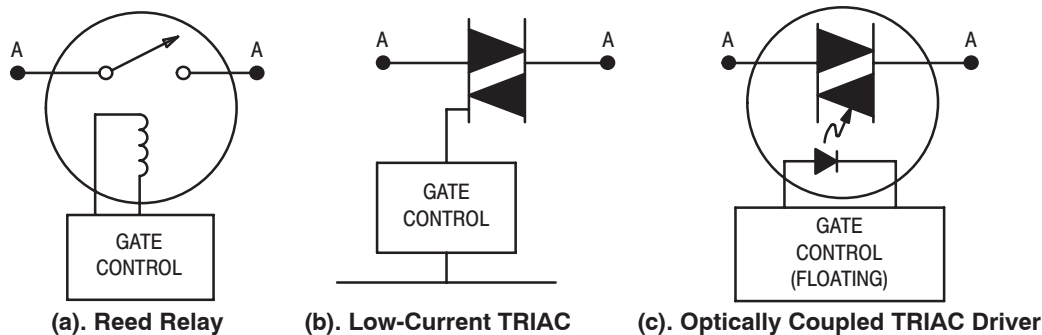 A
A
GATE
CONTROL
(a). Reed Relay
A
A
GATE
CONTROL
(b). Low-Current TRIAC
A
A
GATE
CONTROL
(FLOATING)
(c). Optically Coupled TRIAC Driver